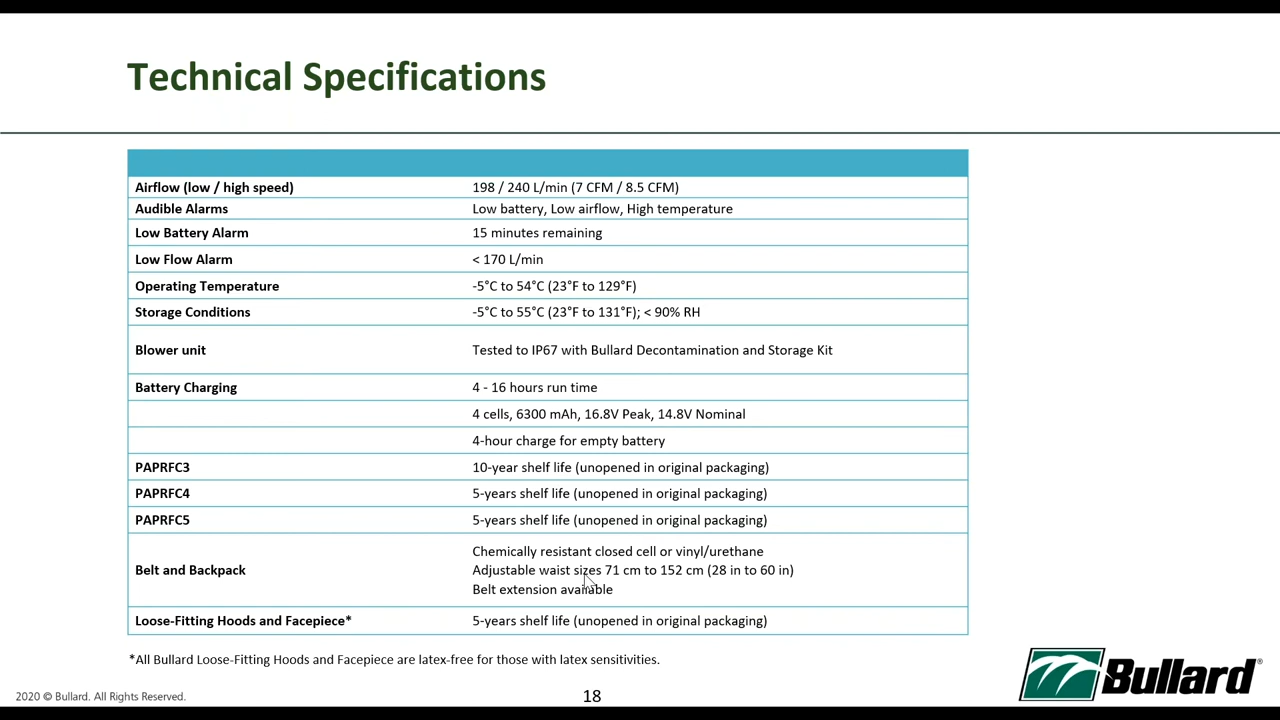 Technical Specifications
Airflow (low / high speed) 198 / 240 L/min (7 CFM / 8.5 CFM)
Audible Alarms Low battery, Low airflow, High temperature
Low Battery Alarm 15 minutes remaining
Low Flow Alarm < 170 L/min
Operating Temperature -5°C to 54°C (23°F to 129°F)
Storage Conditions -5°C to 55°C (23°F to 131°F); < 90% RH
Blower unit Tested to IP67 with Bullard Decontamination and Storage Kit
Battery Charging 4 - 16 hours run time
4 cells, 6300 mAh, 16.8V Peak, 14.8V Nominal
4-hour charge for empty battery
PAPRFC3 10-year shelf life (unopened in original packaging)
PAPRFC4 5-years shelf life (unopened in original packaging)
PAPRFC5 5-years shelf life (unopened in original packaging)
Belt and Backpack Chemically resistant closed cell or vinyl/urethane
Adjustable waist sizes 71 cm to 152 cm (28 in to 60 in)
Belt extension available
Loose-Fitting Hoods and Facepiece* 5-years shelf life (unopened in original packaging)
*All Bullard Loose-Fitting Hoods and Facepiece are latex-free for those with latex sensitivities.
2020 © Bullard. All Rights Reserved.
18
Bullard®